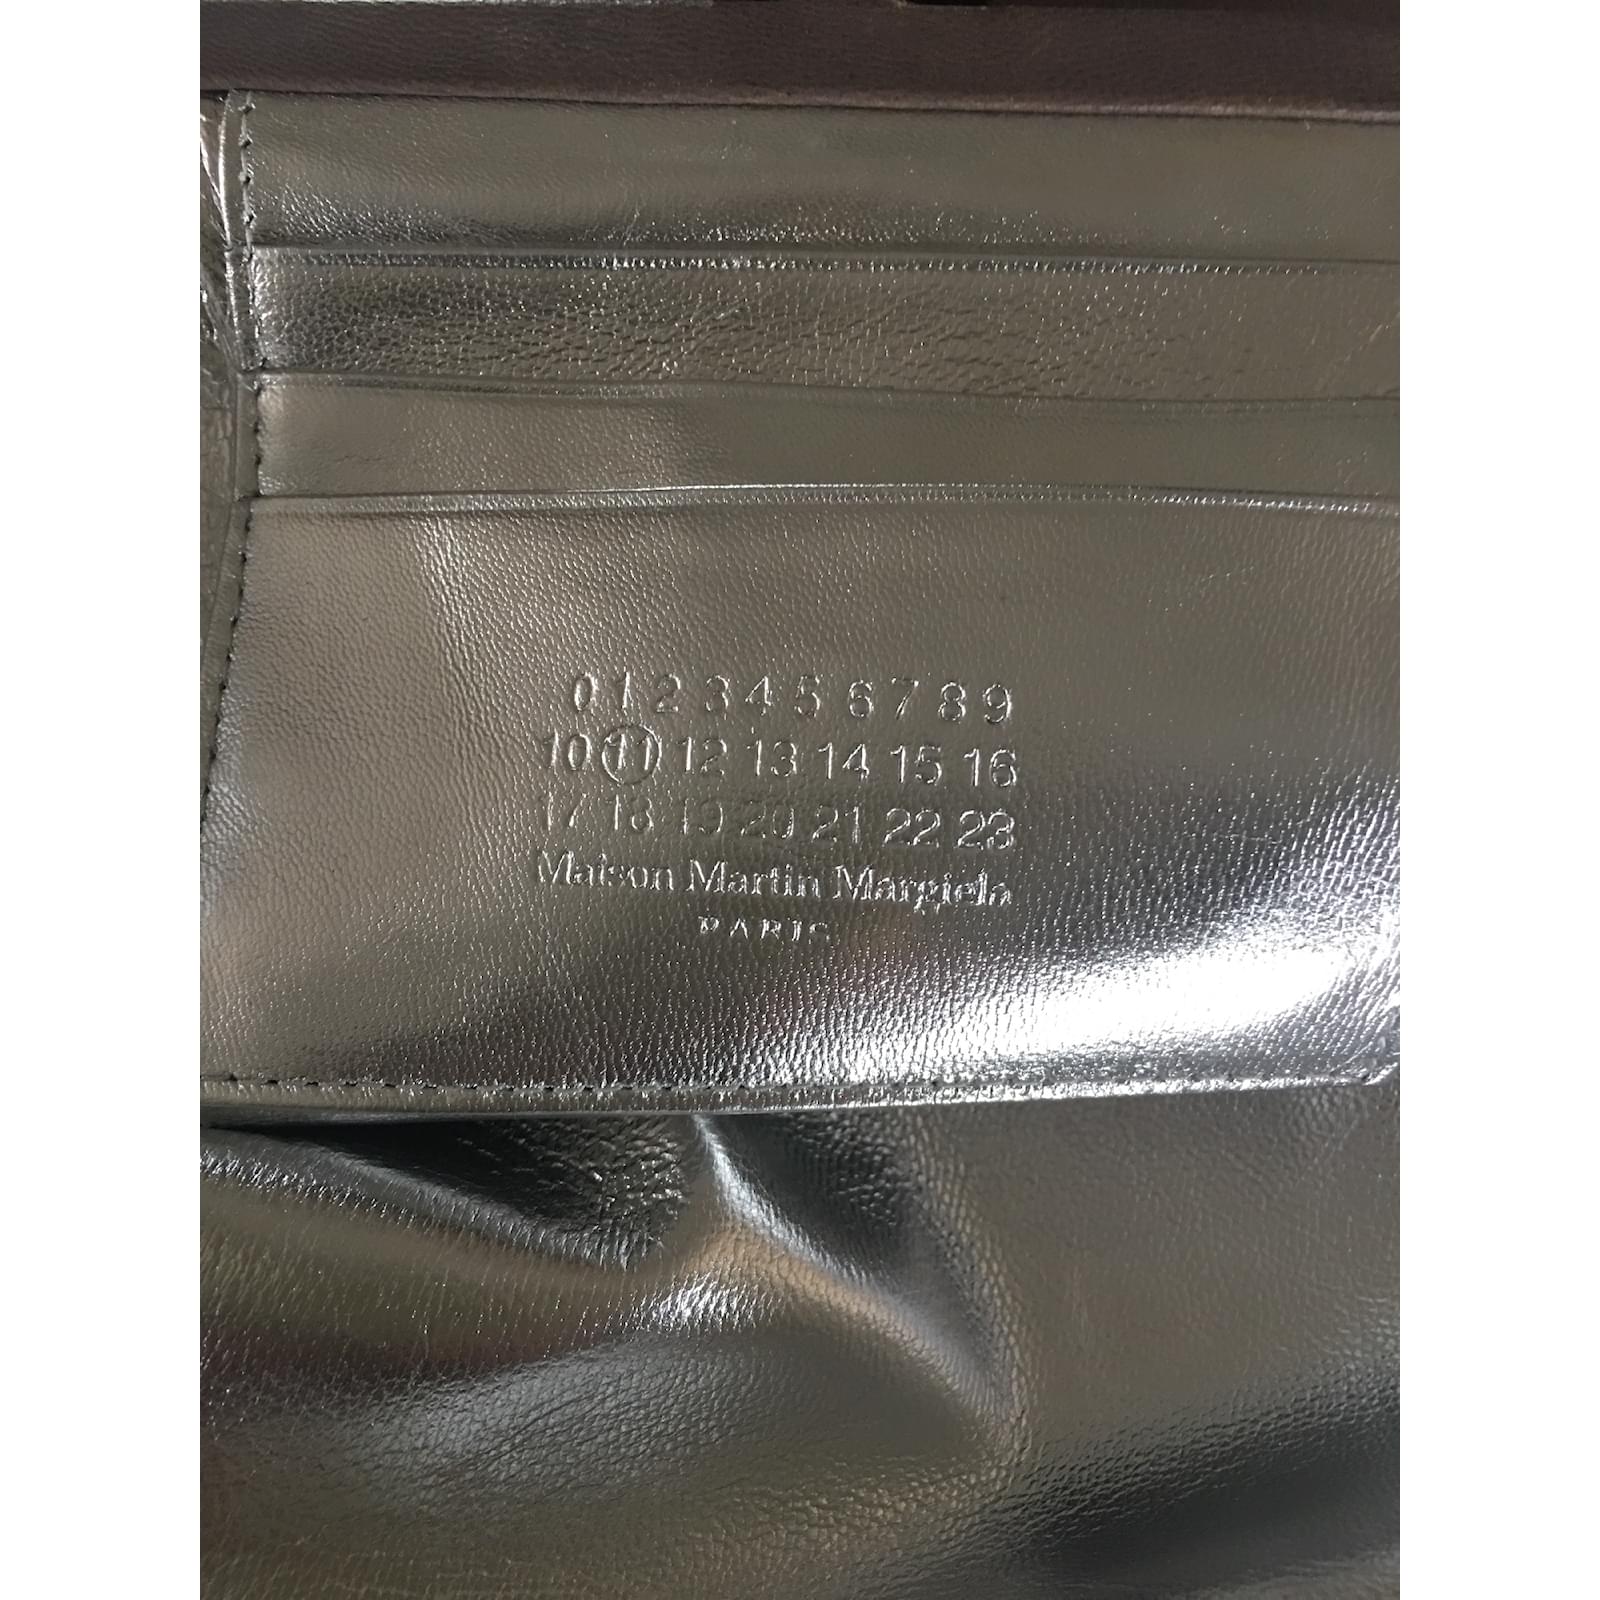 0 1 2 3 4 5 6 7 8 9
10 11 12 13 14 15 16
17 18 19 20 21 22 23
Maison Martin Margiela
PARIS